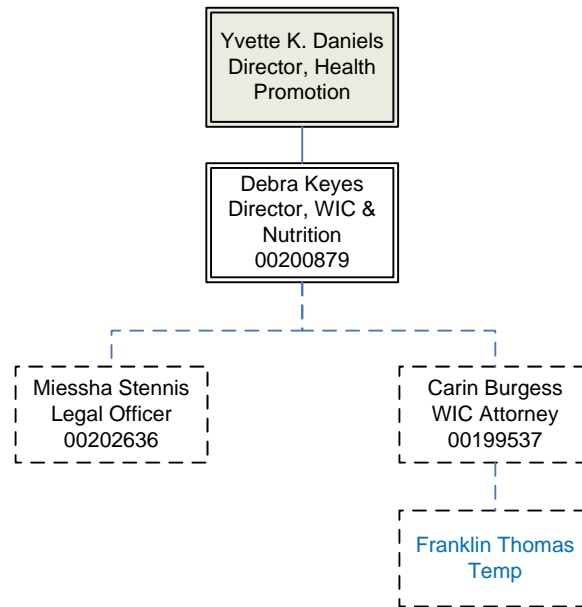 Yvette K. Daniels
Director, Health
Promotion
Debra Keyes
Director, WIC &
Nutrition
00200879
Miessha Stennis
Legal Officer
00202636
Carin Burgess
WIC Attorney
00199537
Franklin Thomas
Temp